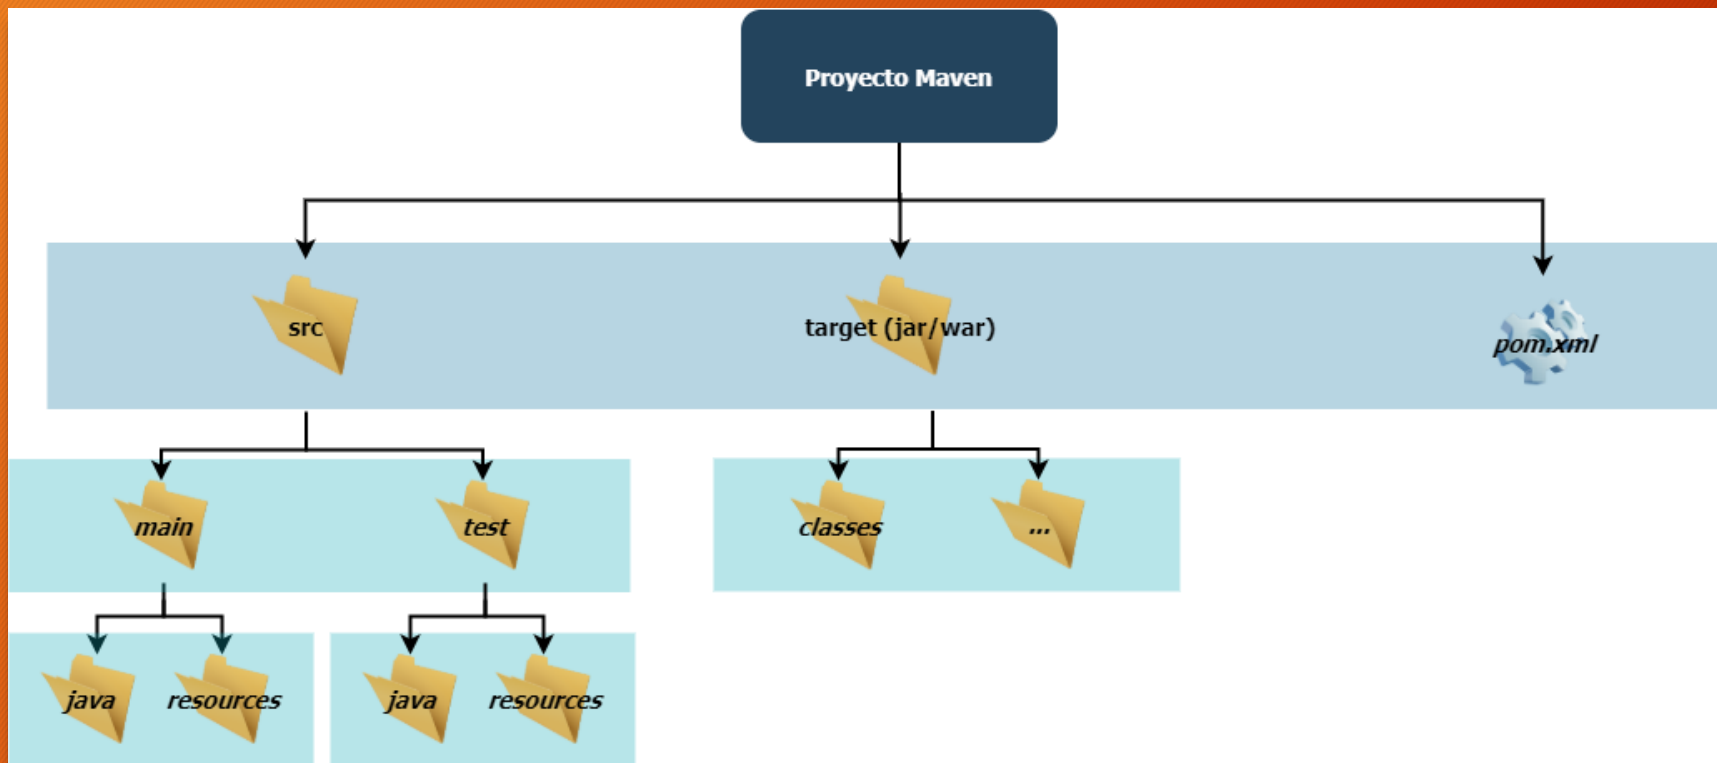 Proyecto Maven
src
target (jar/war)
pom.xml
main
test
classes
...
java
resources
java
resources